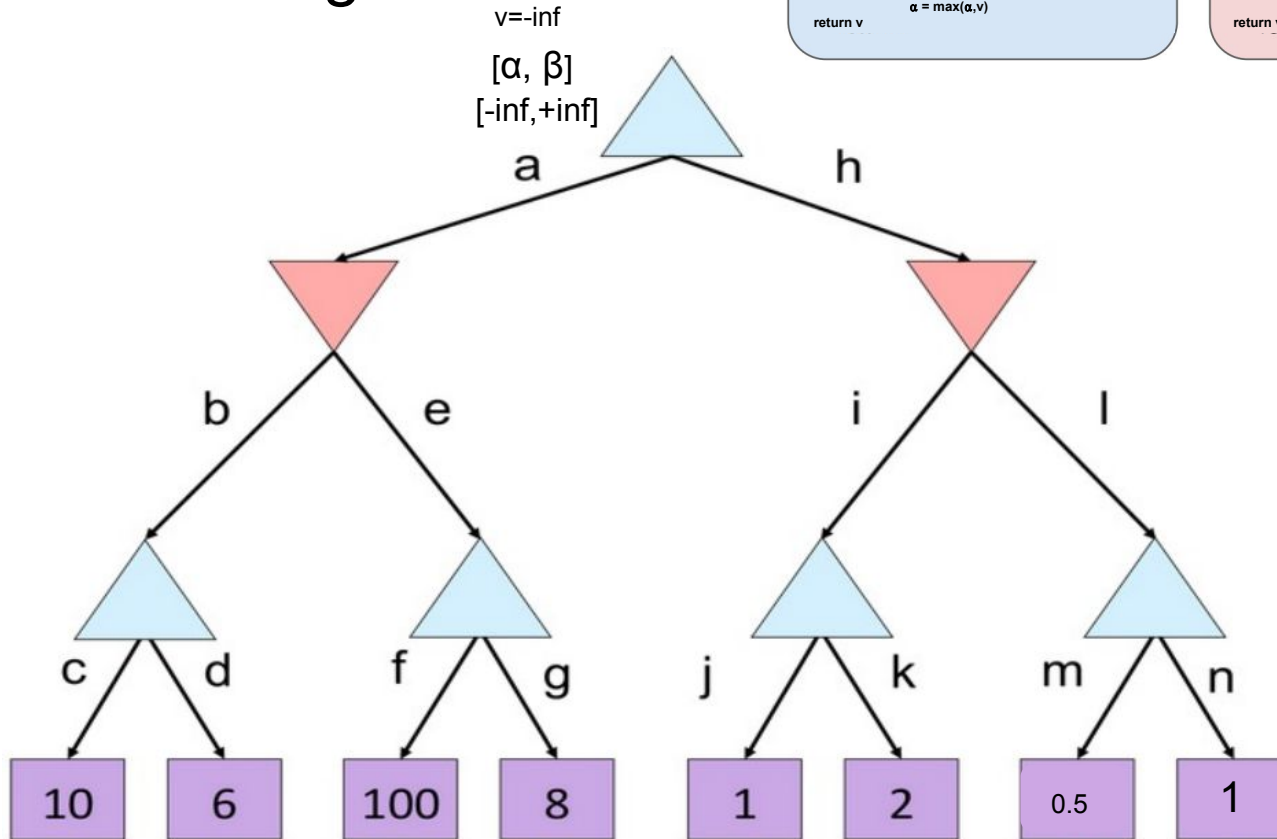 v=-inf
α = max(α,v)
return v
return
[α, β]
[-inf,+inf]
a h
b e i l
c d f g j k m n
10 6 100 8 1 2 0.5 1